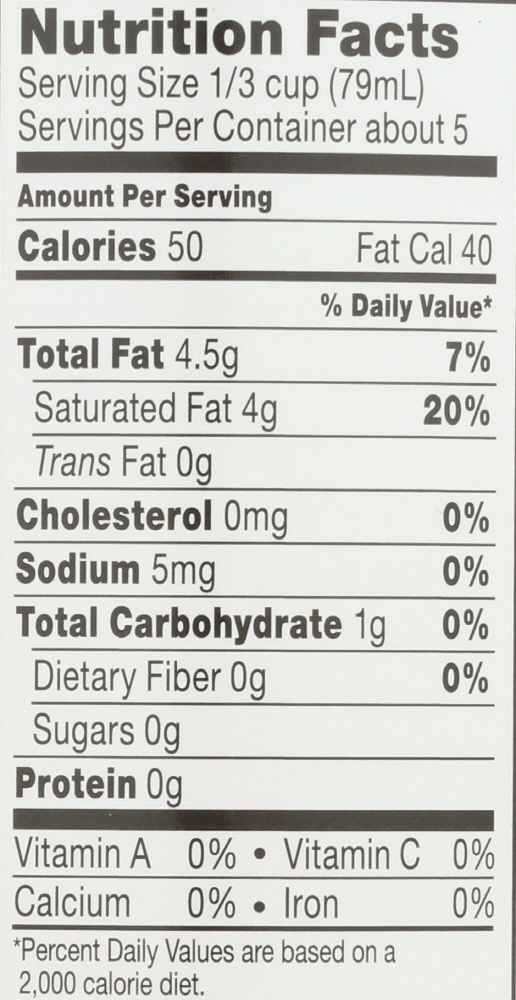 Nutrition Facts
Serving Size 1/3 cup (79mL)
Servings Per Container about 5
Amount Per Serving
Calories 50 Fat Cal 40
% Daily Value*
Total Fat 4.5g 7%
Saturated Fat 4g 20%
Trans Fat 0g
Cholesterol 0mg 0%
Sodium 5mg 0%
Total Carbohydrate 1g 0%
Dietary Fiber 0g 0%
Sugars 0g
Protein 0g
Vitamin A 0% • Vitamin C 0%
Calcium 0% • Iron 0%
*Percent Daily Values are based on a
2,000 calorie diet.